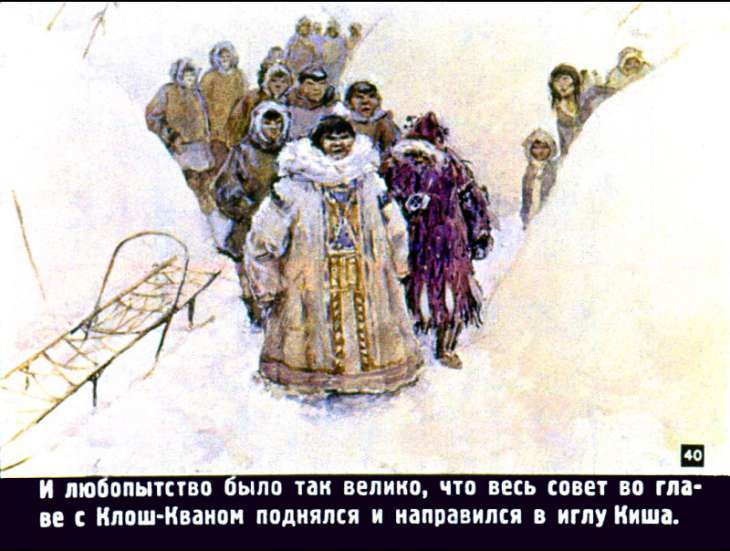 40
И любопытство было так велико, что весь совет во гла-
ве с Клош-Кваном поднялся и направился в иглу Киша.